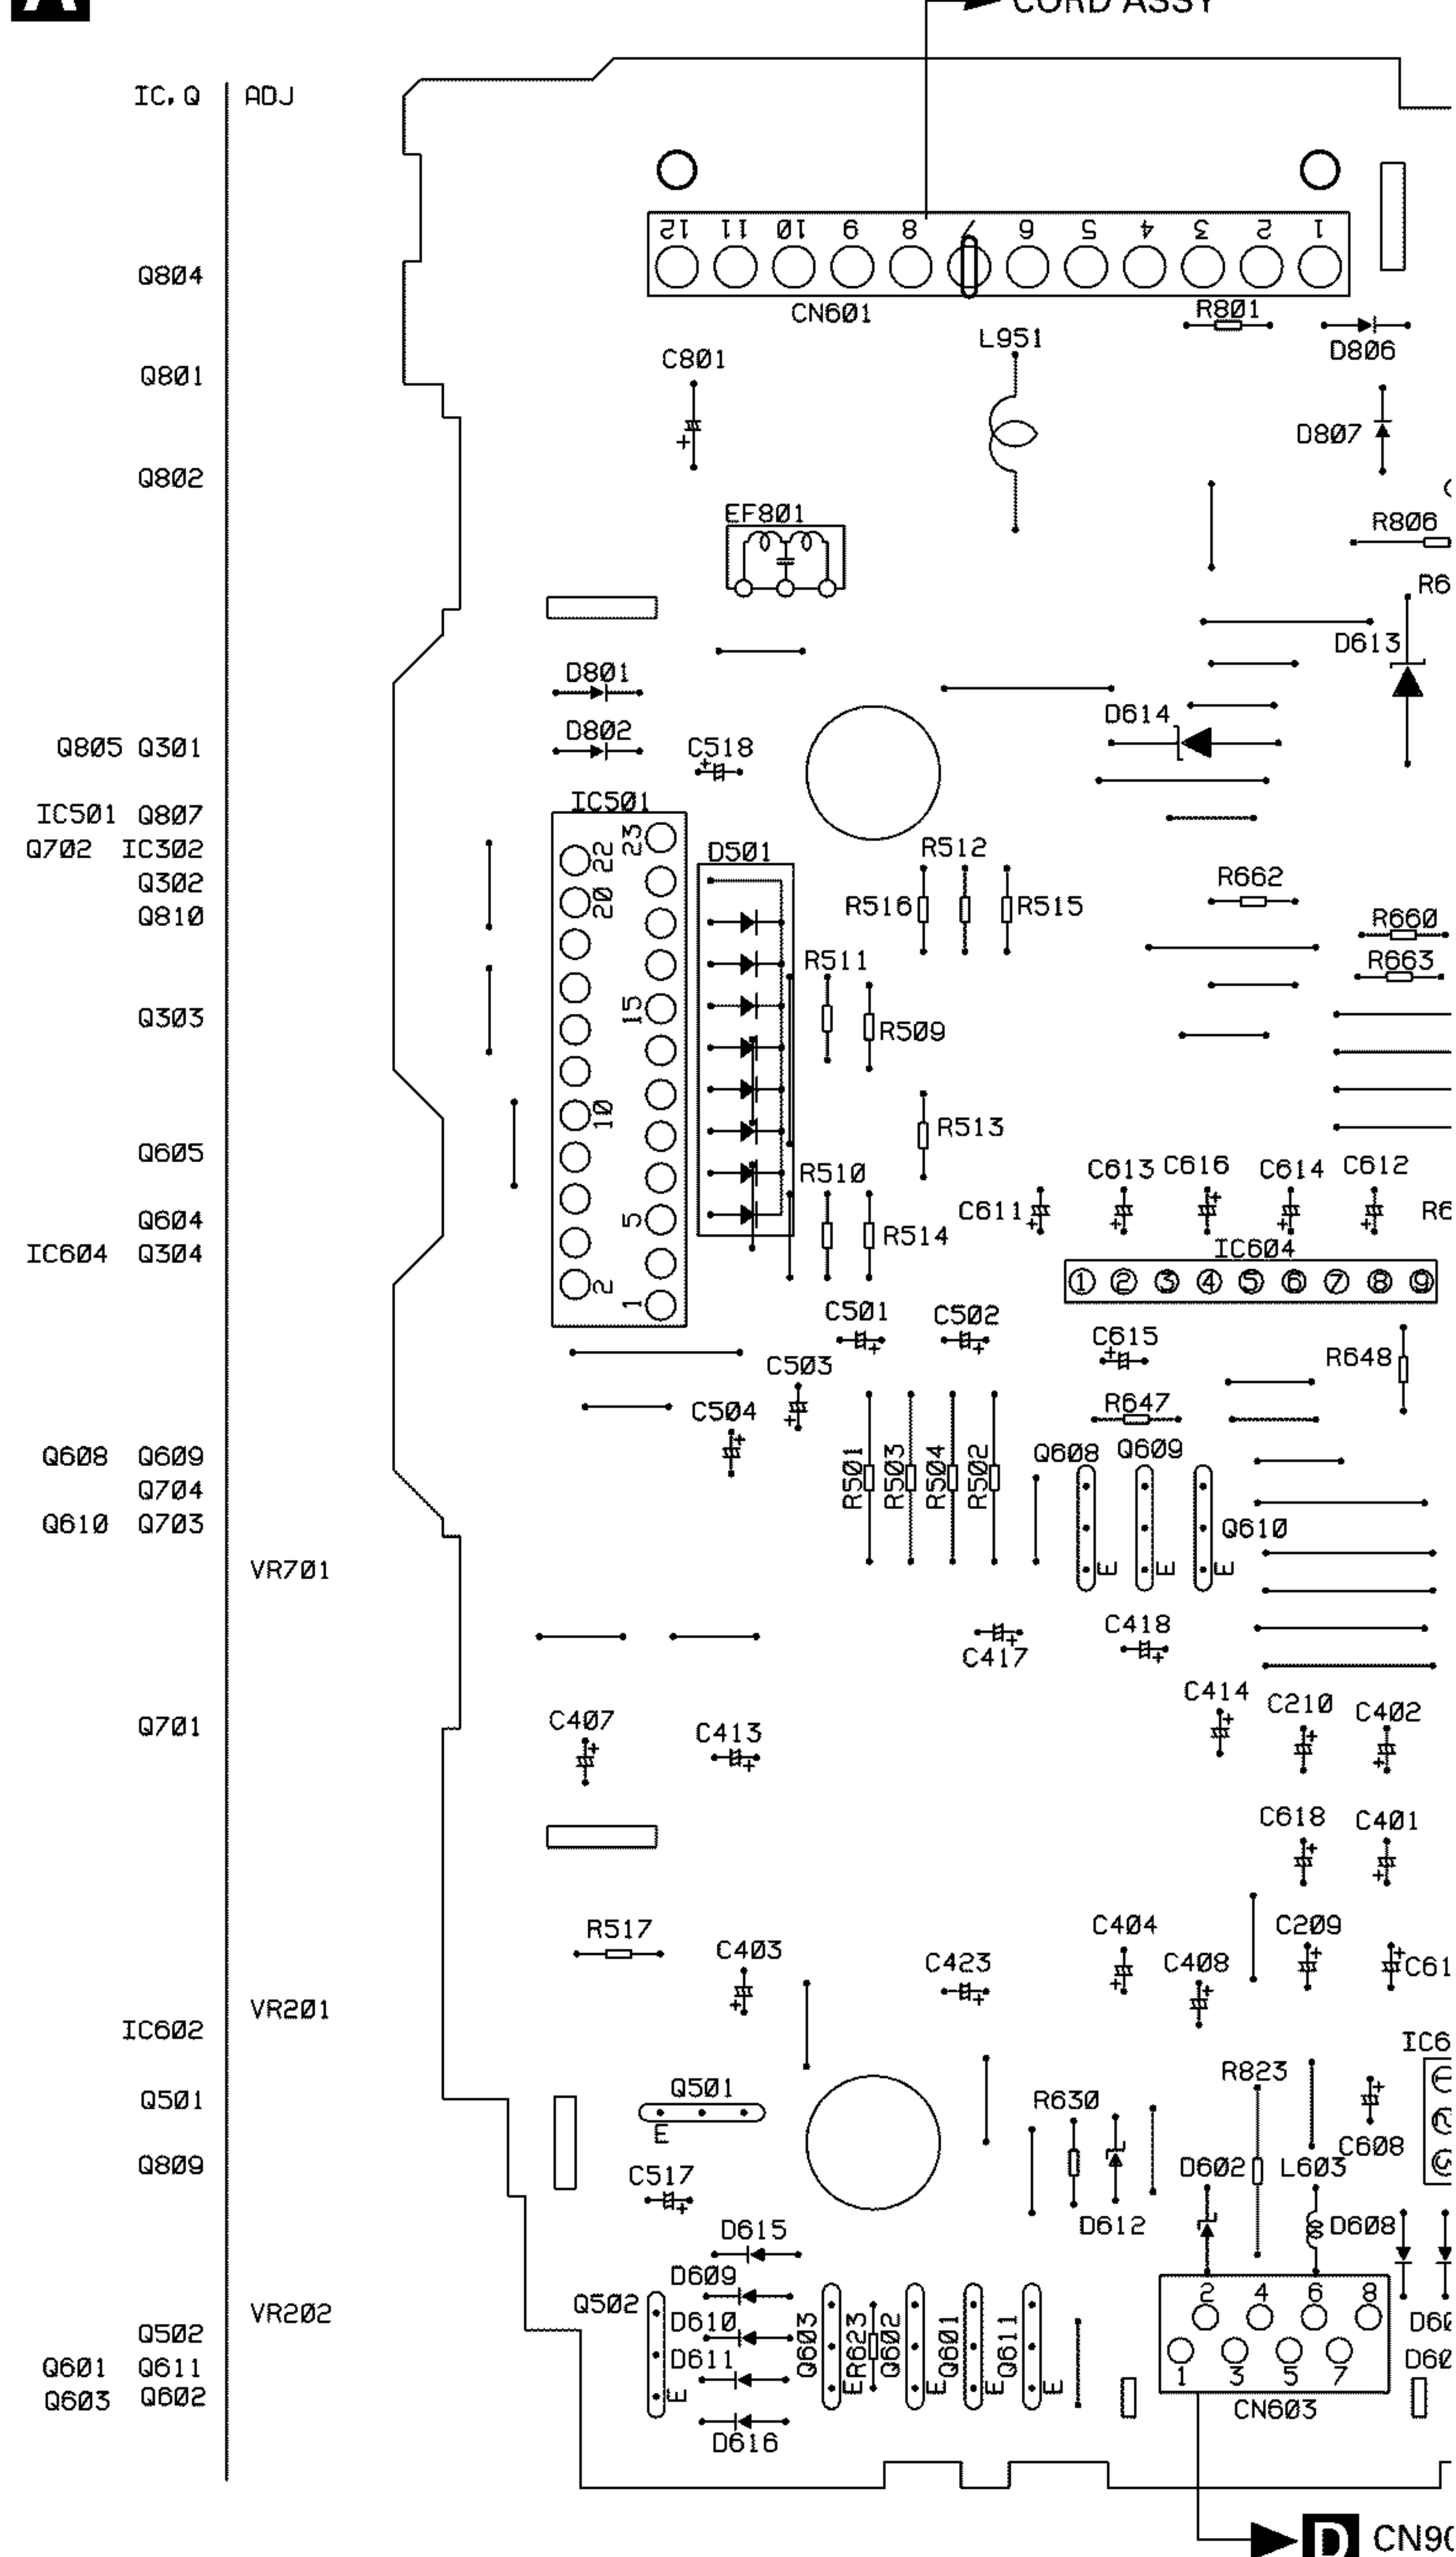 A
CORD ASSY
IC,Q ADJ
12 11 10 9 8 7 6 5 4 3 2 1
Q804
CN601
R801
L951
D806
C801
Q801
D807
Q802
EF801
R806
R6
D613
D801
D614
D802
Q805 Q301
C518
IC501
IC501 Q807
23
Q702 IC302
22
D501
R512
Q302
20
R662
Q810
R516
R515
R660
R511
R663
15
Q303
R509
10
R513
Q605
C613 C616 C614 C612
R510
Q604
5
C611
R6
R514
IC604 Q304
IC604
1 2 3 4 5 6 7 8 9
2
1
C501 C502
C615
C503
R648
C504
R647
Q608 Q609
Q608 Q609
R501 R503 R504 R502
Q704
Q610 Q703
Q610
VR701
E E E
C418
C417
C414
C210 C402
Q701
C407
C413
C618 C401
R517
C404 C209
C403
C423
C408
C61
VR201
IC602
IC6
R823
Q501
Q501
R630
E
C608
Q809
D602 L603
C517
D612
D608
D615
D609
2 4 6 8
Q502
VR202
D610
D60
Q502
Q603 R623 Q602 Q601 Q611
D611
D60
Q601 Q611
1 3 5 7
Q603 Q602
E E E E E
CN603
D616
D CN90